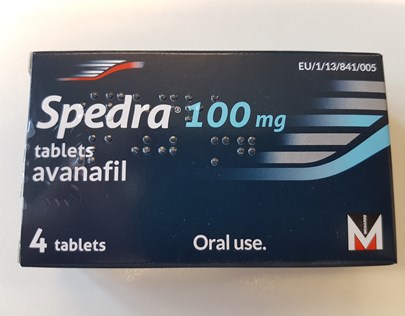 EU/1/13/841/005
Spedra® 100 mg
tablets
avanafil
4 tablets
Oral use.